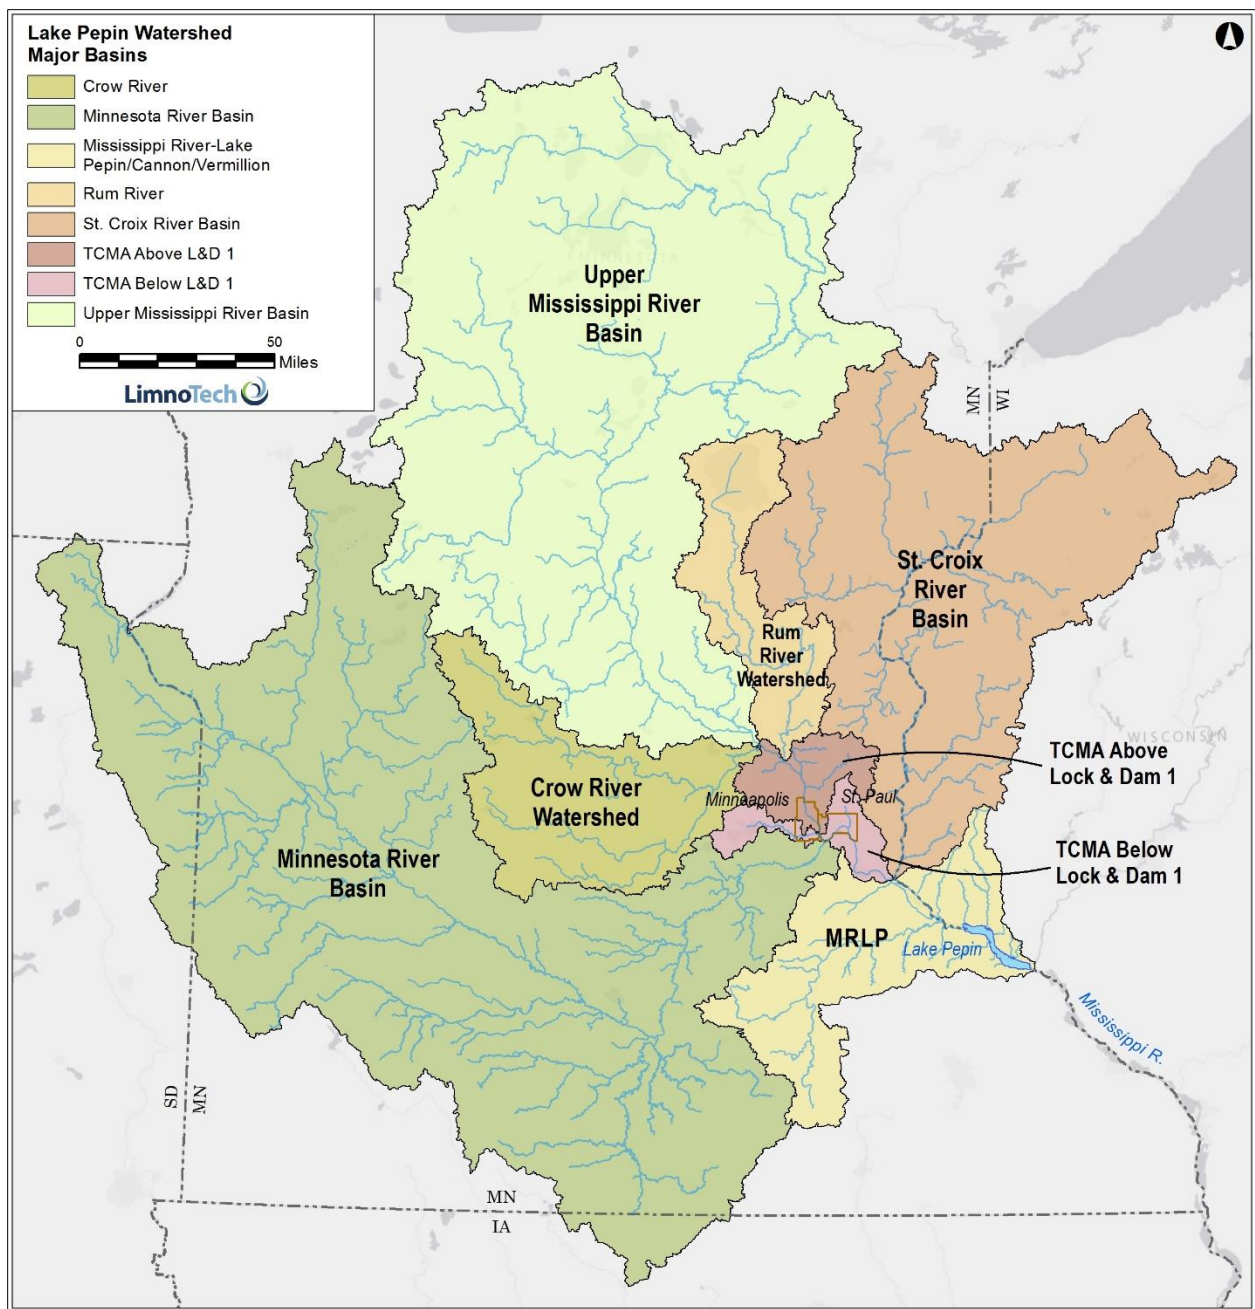 Lake Pepin Watershed
Major Basins
Crow River
Minnesota River Basin
Mississippi River-Lake
Pepin/Cannon/Vermillion
Rum River
St. Croix River Basin
TCMA Above L&D 1
TCMA Below L&D 1
Upper Mississippi River Basin
0 50
Miles
LimnoTech
MINNESOTA
Upper
Mississippi River
Basin
MN
WI
St. Croix
River
Basin
Rum
River
Watershed
WISCONSIN
TCMA Above
Lock & Dam 1
Crow River
Watershed
Minneapolis
St. Paul
Minnesota River
Basin
TCMA Below
Lock & Dam 1
MRLP
Lake Pepin
Mississippi R.
SD
MN
MN
IA